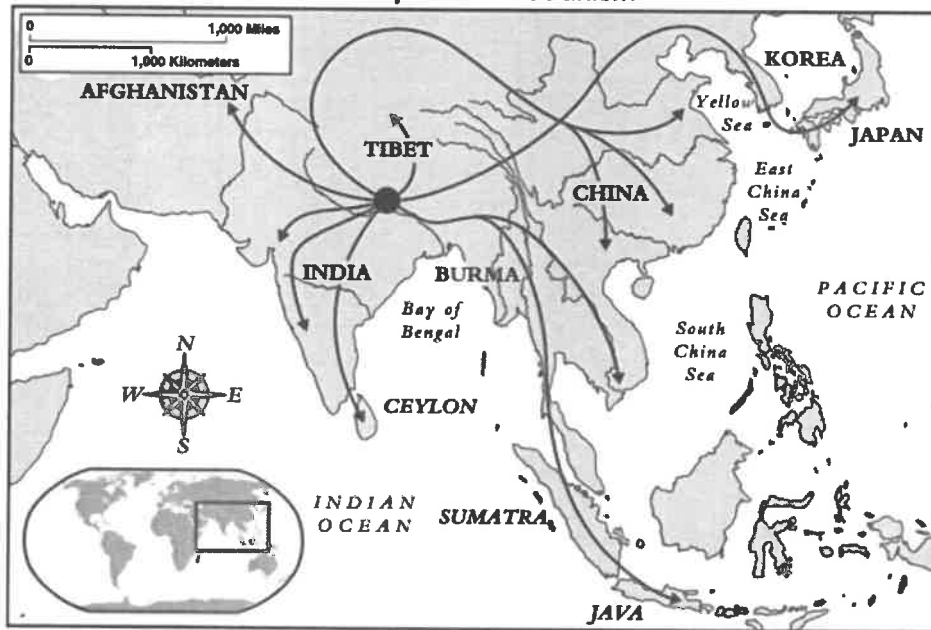 0 1,000 Miles
0 1,000 Kilometers
AFGHANISTAN
TIBET
CHINA
KOREA
JAPAN
Yellow
Sea
East
China
Sea
INDIA
BURMA
Bay of
Bengal
South
China
Sea
PACIFIC
OCEAN
N
W E
S
CEYLON
INDIAN
OCEAN
SUMATRA
JAVA